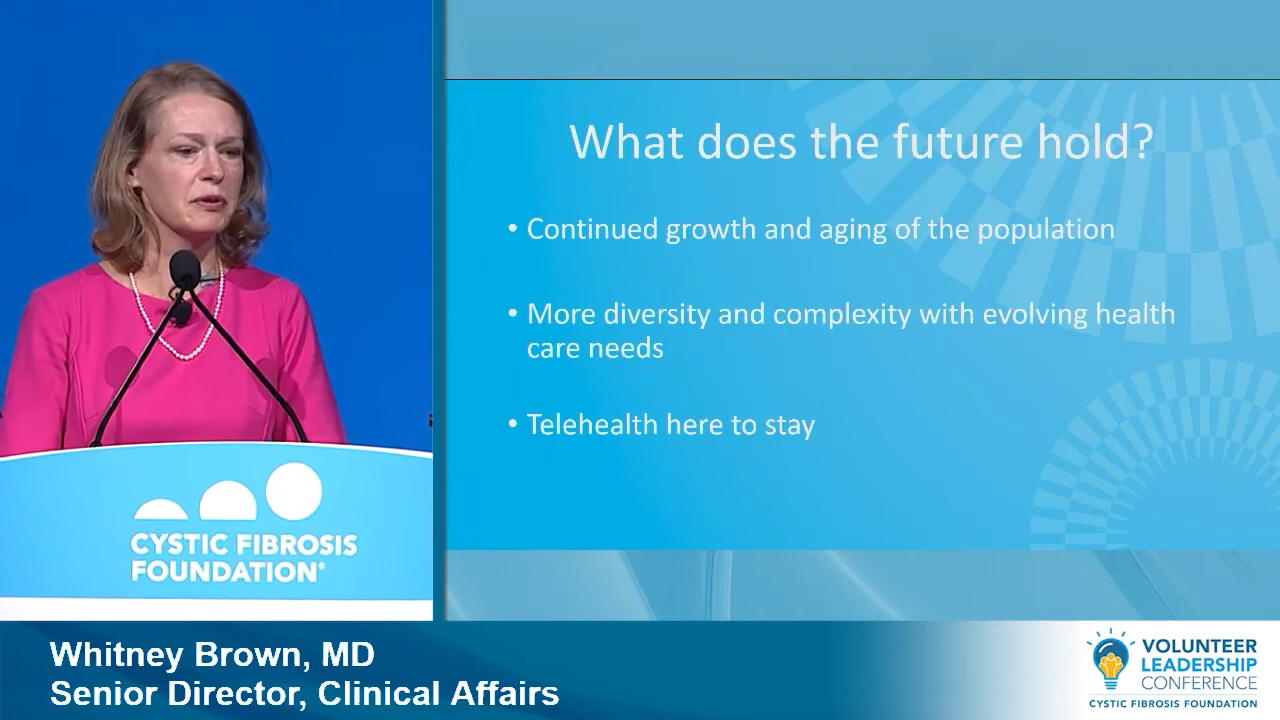 What does the future hold?
• Continued growth and aging of the population
• More diversity and complexity with evolving health
care needs
• Telehealth here to stay
CYSTIC FIBROSIS
FOUNDATION®
Whitney Brown, MD
Senior Director, Clinical Affairs
VOLUNTEER
LEADERSHIP
CONFERENCE
CYSTIC FIBROSIS FOUNDATION